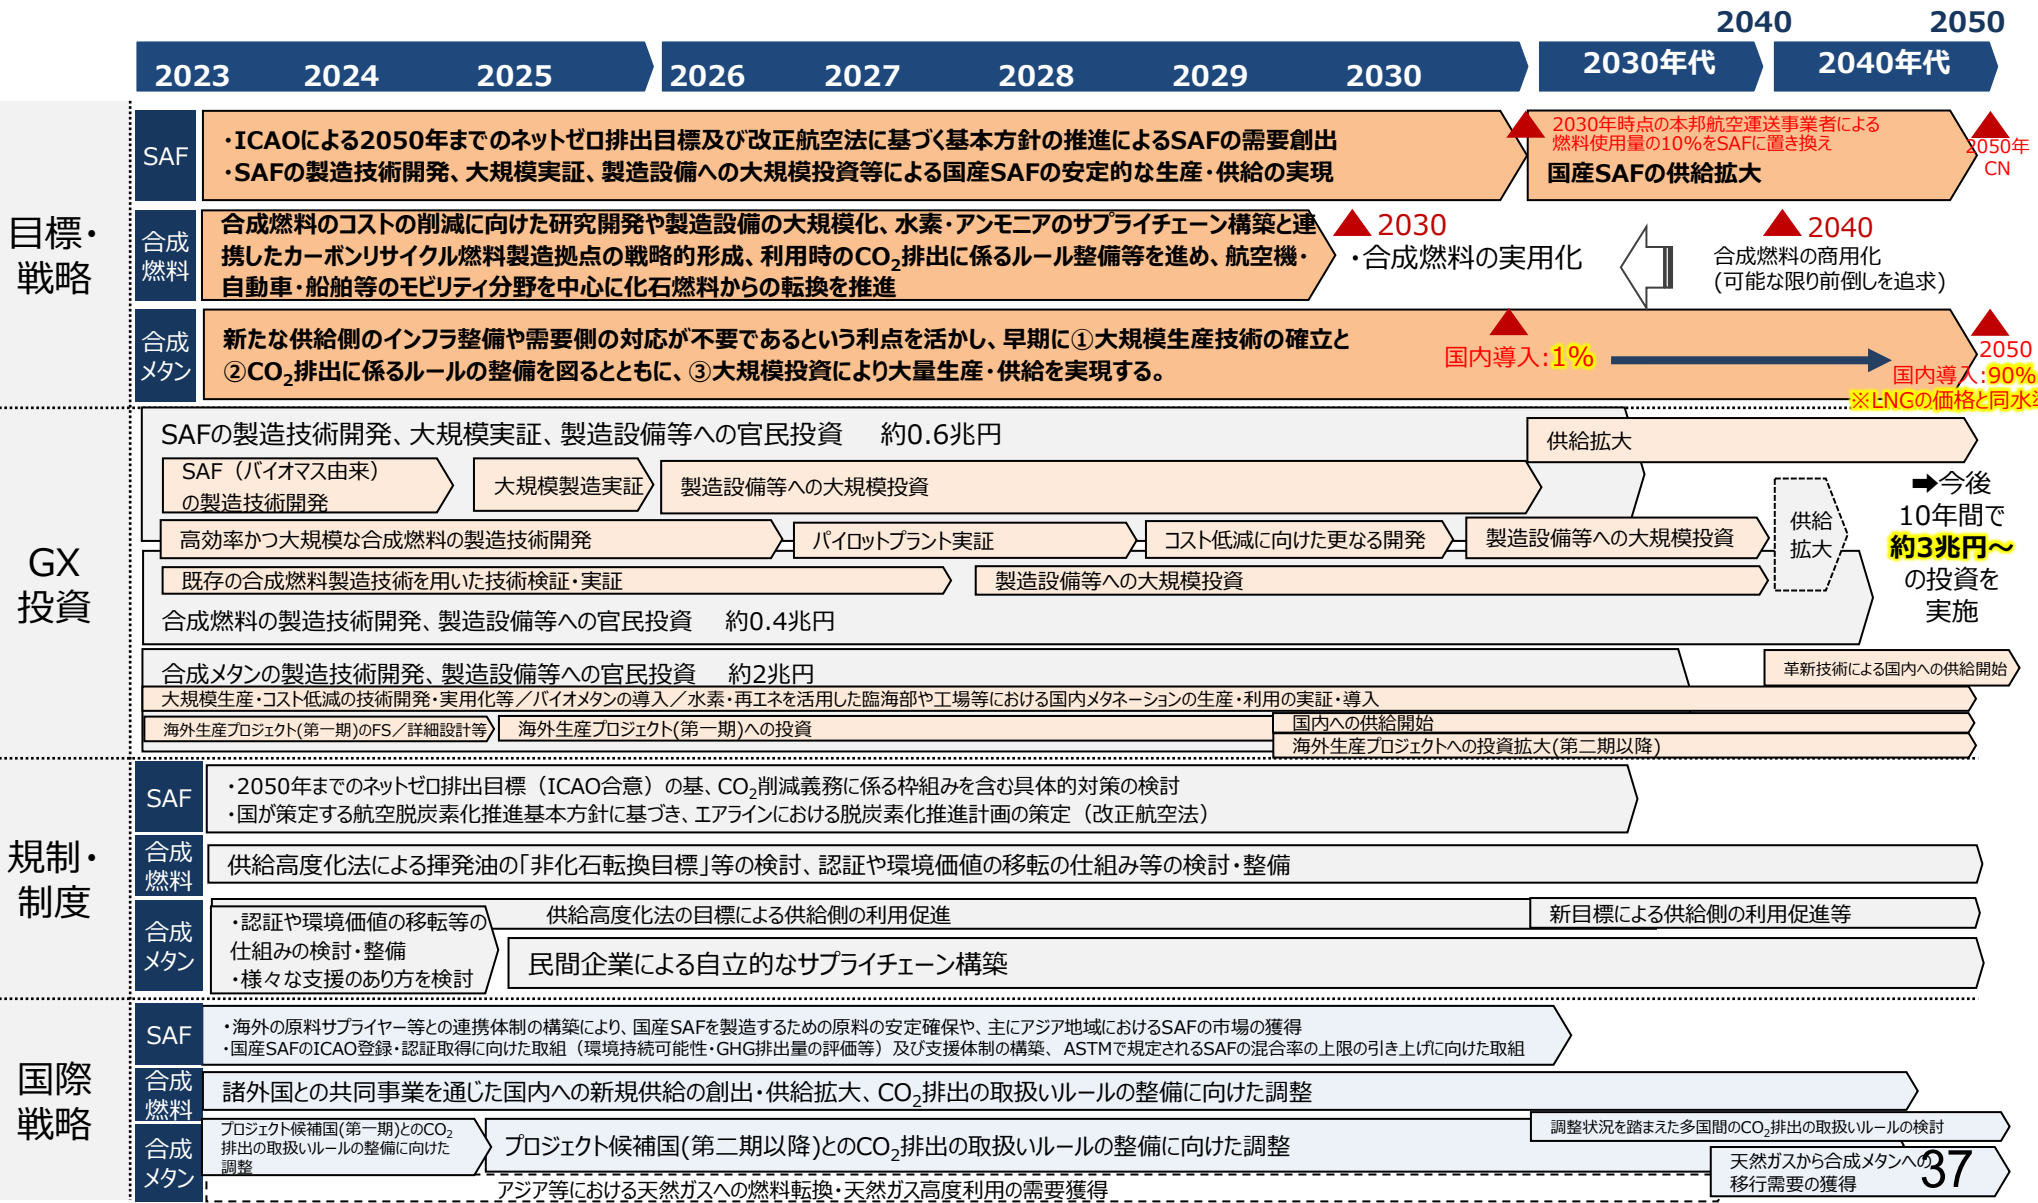 2040
2050
2023
2024
2025
2026
2027
2028
2029
2030
2030年代
2040年代
目標・
戦略
SAF
・ICAOによる2050年までのネットゼロ排出目標及び改正航空法に基づく基本方針の推進によるSAFの需要創出
・SAFの製造技術開発、大規模実証、製造設備への大規模投資等による国産SAFの安定的な生産・供給の実現
2030年時点の本邦航空運送事業者による
燃料使用量の10%をSAFに置き換え
国産SAFの供給拡大
2050年
CN
合成
燃料
合成燃料のコストの削減に向けた研究開発や製造設備の大規模化、水素・アンモニアのサプライチェーン構築と連
携したカーボンリサイクル燃料製造拠点の戦略的形成、利用時のCO₂排出に係るルール整備等を進め、航空機・
自動車・船舶等のモビリティ分野を中心に化石燃料からの転換を推進
2030
・合成燃料の実用化
2040
合成燃料の商用化
(可能な限り前倒しを追求)
合成
メタン
新たな供給側のインフラ整備や需要側の対応が不要であるという利点を活かし、早期に①大規模生産技術の確立と
②CO₂排出に係るルールの整備を図るとともに、③大規模投資により大量生産・供給を実現する。
国内導入:1%
2050
国内導入:90%
※LNGの価格と同水準
GX
投資
SAFの製造技術開発、大規模実証、製造設備等への官民投資 約0.6兆円
供給拡大
SAF（バイオマス由来）
の製造技術開発
大規模製造実証
製造設備等への大規模投資
高効率かつ大規模な合成燃料の製造技術開発
パイロットプラント実証
コスト低減に向けた更なる開発
製造設備等への大規模投資
供給
拡大
既存の合成燃料製造技術を用いた技術検証・実証
製造設備等への大規模投資
合成燃料の製造技術開発、製造設備等への官民投資 約0.4兆円
➡今後
10年間で
約3兆円～
の投資を
実施
合成メタンの製造技術開発、製造設備等への官民投資 約2兆円
革新技術による国内への供給開始
大規模生産・コスト低減の技術開発・実用化等／バイオメタンの導入／水素・再エネを活用した臨海部や工場等における国内メタネーションの生産・利用の実証・導入
海外生産プロジェクト(第一期)のFS／詳細設計等
海外生産プロジェクト(第一期)への投資
国内への供給開始
海外生産プロジェクトへの投資拡大(第二期以降)
規制・
制度
SAF
・2050年までのネットゼロ排出目標（ICAO合意）の基、CO₂削減義務に係る枠組みを含む具体的対策の検討
・国が策定する航空脱炭素化推進基本方針に基づき、エアラインにおける脱炭素化推進計画の策定（改正航空法）
合成
燃料
供給高度化法による揮発油の「非化石転換目標」等の検討、認証や環境価値の移転の仕組み等の検討・整備
合成
メタン
・認証や環境価値の移転等の
仕組みの検討・整備
・様々な支援のあり方を検討
供給高度化法の目標による供給側の利用促進
新目標による供給側の利用促進等
民間企業による自立的なサプライチェーン構築
国際
戦略
SAF
・海外の原料サプライヤー等との連携体制の構築により、国産SAFを製造するための原料の安定確保や、主にアジア地域におけるSAFの市場の獲得
・国産SAFのICAO登録・認証取得に向けた取組（環境持続可能性・GHG排出量の評価等）及び支援体制の構築、ASTMで規定されるSAFの混合率の上限の引き上げに向けた取組
合成
燃料
諸外国との共同事業を通じた国内への新規供給の創出・供給拡大、CO₂排出の取扱いルールの整備に向けた調整
合成
メタン
プロジェクト候補国(第一期)とのCO₂
排出の取扱いルールの整備に向けた
調整
プロジェクト候補国(第二期以降)とのCO₂排出の取扱いルールの整備に向けた調整
調整状況を踏まえた多国間のCO₂排出の取扱いルールの検討
天然ガスから合成メタンへの
移行需要の獲得
アジア等における天然ガスへの燃料転換・天然ガス高度利用の需要獲得
37